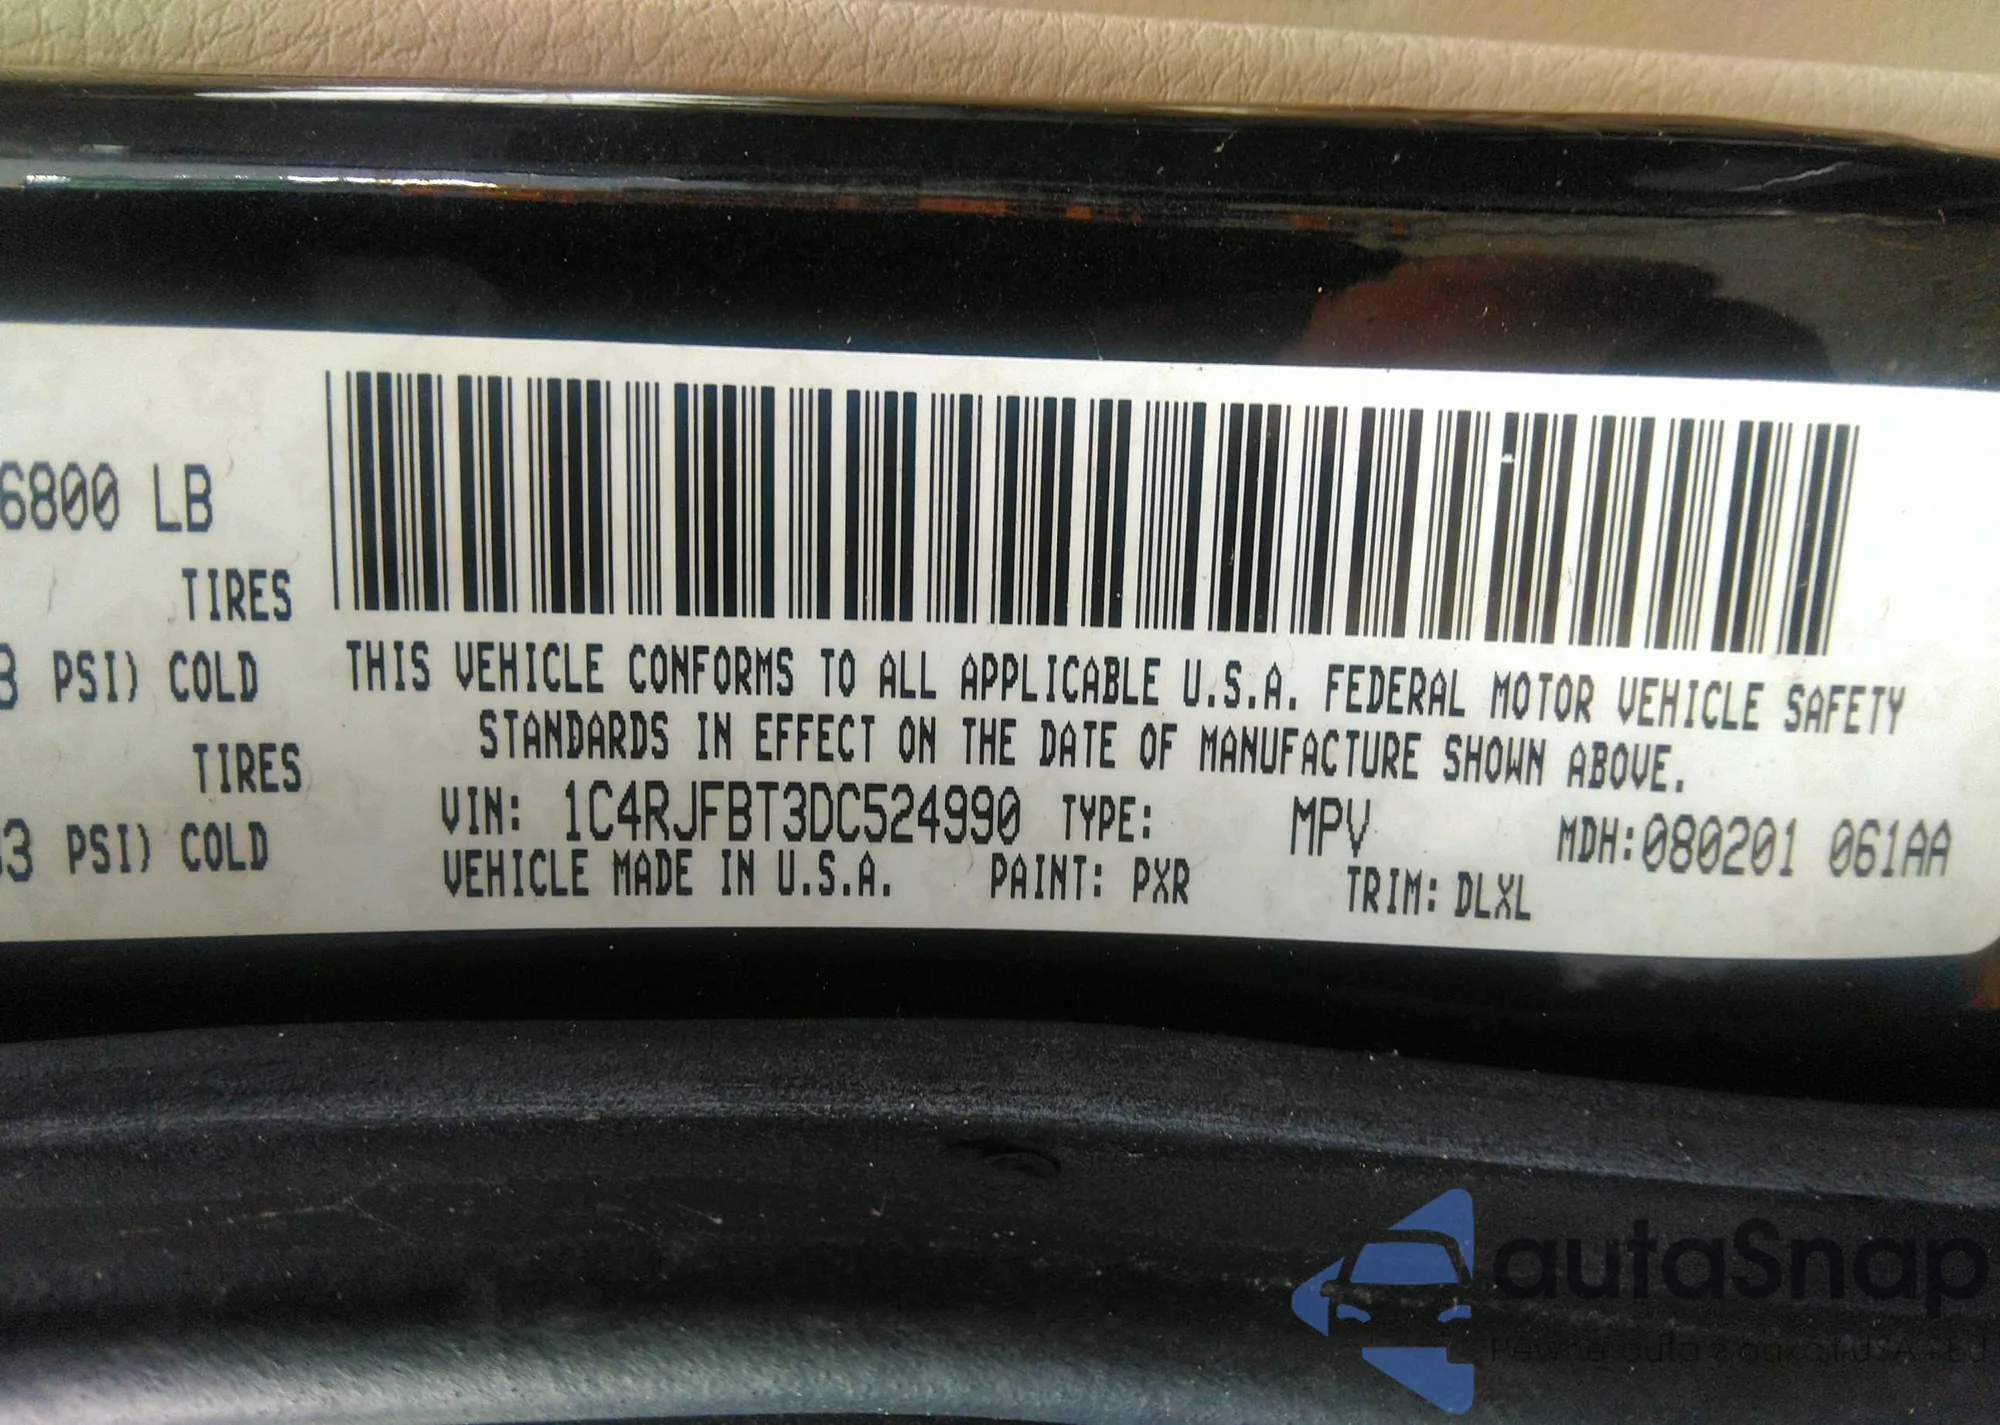 6800 LB
TIRES
3 PSI) COLD
TIRES
33 PSI) COLD
THIS VEHICLE CONFORMS TO ALL APPLICABLE U.S.A. FEDERAL MOTOR VEHICLE SAFETY
STANDARDS IN EFFECT ON THE DATE OF MANUFACTURE SHOWN ABOVE.
VIN: 1C4RJFBT3DC524990 TYPE: MPV MDH:080201 061AA
VEHICLE MADE IN U.S.A. PAINT: PXR TRIM: DLXL
autaSnap